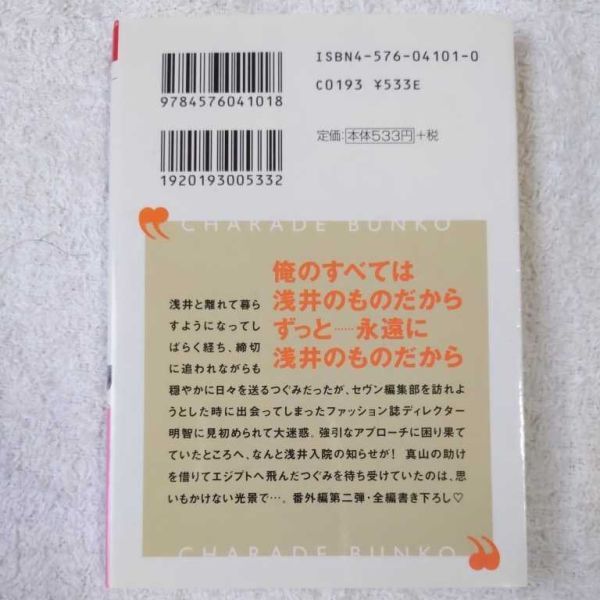 ISBN4-576-04101-0
C0193 ¥533E
9784576041018
定価:本体533円+税
1920193005332
CHARADE BUNKO
俺のすべては
浅井のものだから
ずっと……永遠に
浅井のものだから
浅井と離れて暮ら
すようになってし
ばらく経ち、締切
に追われながらも
穏やかに日々を送るつぐみだったが、セヴン編集部を訪れよ
うとした時に出会ってしまったファッション誌ディレクター
明智に見初められて大迷惑。強引なアプローチに困り果て
ていたところへ、なんと浅井入院の知らせが! 真山の助け
を借りてエジプトへ飛んだつぐみを待ち受けていたのは、思
いもかけない光景で…。番外編第二弾・全編書き下ろし♡
CHARADE BUNKO